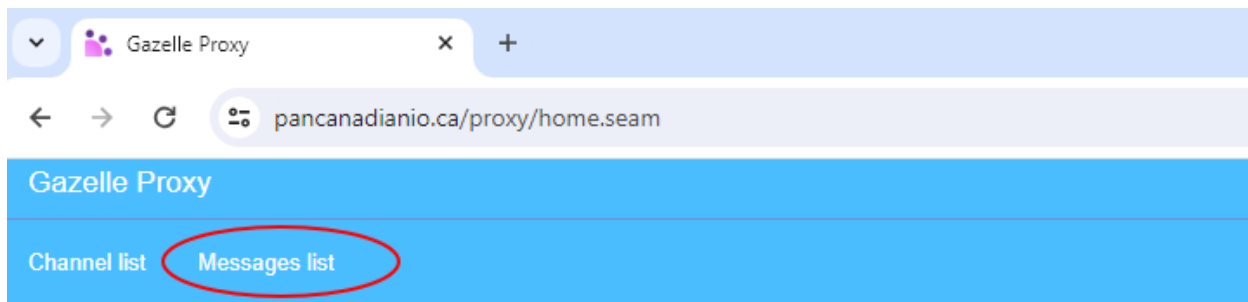 Gazelle Proxy
pancanadianio.ca/proxy/home.seam
Gazelle Proxy
Channel list Messages list